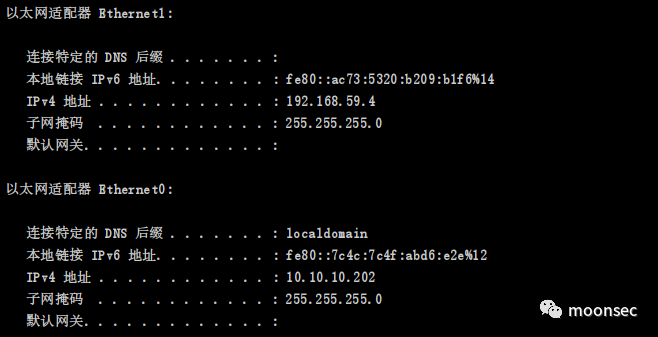 以太网适配器 Ethernet1:
连接特定的 DNS 后缀 . . . . . . . :
本地链接 IPv6 地址. . . . . . . . : fe80::ac73:5320:b209:b1f6%14
IPv4 地址 . . . . . . . . . . . . : 192.168.59.4
子网掩码  . . . . . . . . . . . . : 255.255.255.0
默认网关. . . . . . . . . . . . . :
以太网适配器 Ethernet0:
连接特定的 DNS 后缀 . . . . . . . : localdomain
本地链接 IPv6 地址. . . . . . . . : fe80::7c4c:7c4f:abd6:e2e%12
IPv4 地址 . . . . . . . . . . . . : 10.10.10.202
子网掩码  . . . . . . . . . . . . : 255.255.255.0
默认网关. . . . . . . . . . . . . :
moonsec